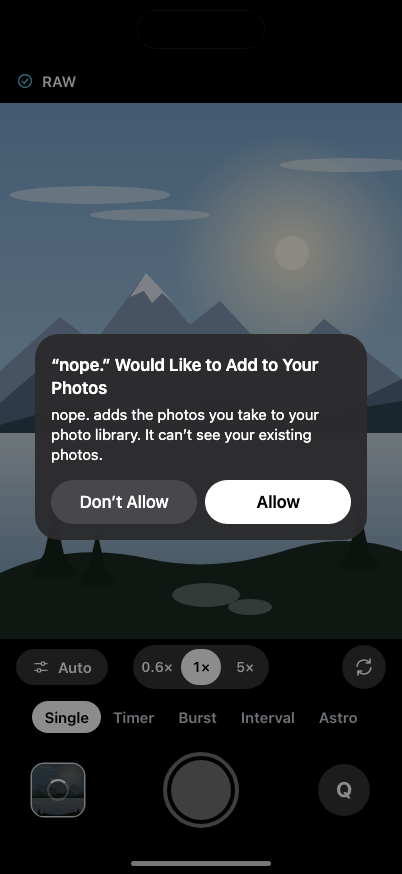 RAW
“nope.” Would Like to Add to Your
Photos
nope. adds the photos you take to your
photo library. It can’t see your existing
photos.
Don’t Allow
Allow
Auto
0.6×
1×
5×
Single
Timer
Burst
Interval
Astro
Q